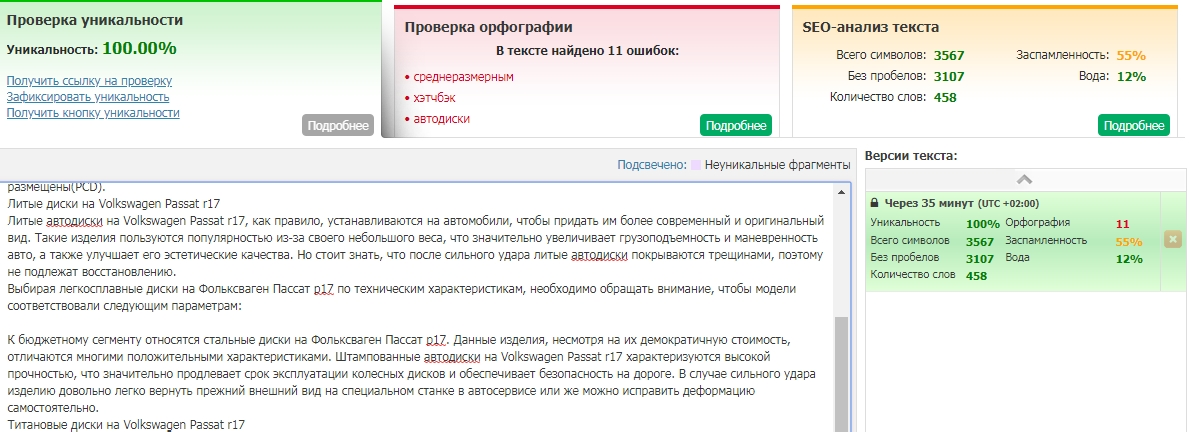 Проверка уникальности
Уникальность: 100.00%
Получить ссылку на проверку
Зафиксировать уникальность
Получить кнопку уникальности
Подробнее
Проверка орфографии
В тексте найдено 11 ошибок:
• среднеразмерным
• хэтчбэк
• автодиски
Подробнее
SEO-анализ текста
Всего символов: 3567 Заспамленность: 55%
Без пробелов: 3107 Вода: 12%
Количество слов: 458
Подробнее
Подсвечено: Неуникальные фрагменты
размещены(PCD).
Литые диски на Volkswagen Passat r17
Литые автодиски на Volkswagen Passat r17, как правило, устанавливаются на автомобили, чтобы придать им более современный и оригинальный
вид. Такие изделия пользуются популярностью из-за своего небольшого веса, что значительно увеличивает грузоподъемность и маневренность
авто, а также улучшает его эстетические качества. Но стоит знать, что после сильного удара литые автодиски покрываются трещинами, поэтому
не подлежат восстановлению.
Выбирая легкосплавные диски на Фольксваген Пассат р17 по техническим характеристикам, необходимо обращать внимание, чтобы модели
соответствовали следующим параметрам:
К бюджетному сегменту относятся стальные диски на Фольксваген Пассат р17. Данные изделия, несмотря на их демократичную стоимость,
отличаются многими положительными характеристиками. Штампованные автодиски на Volkswagen Passat r17 характеризуются высокой
прочностью, что значительно продлевает срок эксплуатации колесных дисков и обеспечивает безопасность на дороге. В случае сильного удара
изделию довольно легко вернуть прежний внешний вид на специальном станке в автосервисе или же можно исправить деформацию
самостоятельно.
Титановые диски на Volkswagen Passat r17
Версии текста:
Через 35 минут (UTC +02:00)
Уникальность 100% Орфография 11
Всего символов 3567 Заспамленность 55%
Без пробелов 3107 Вода 12%
Количество слов 458